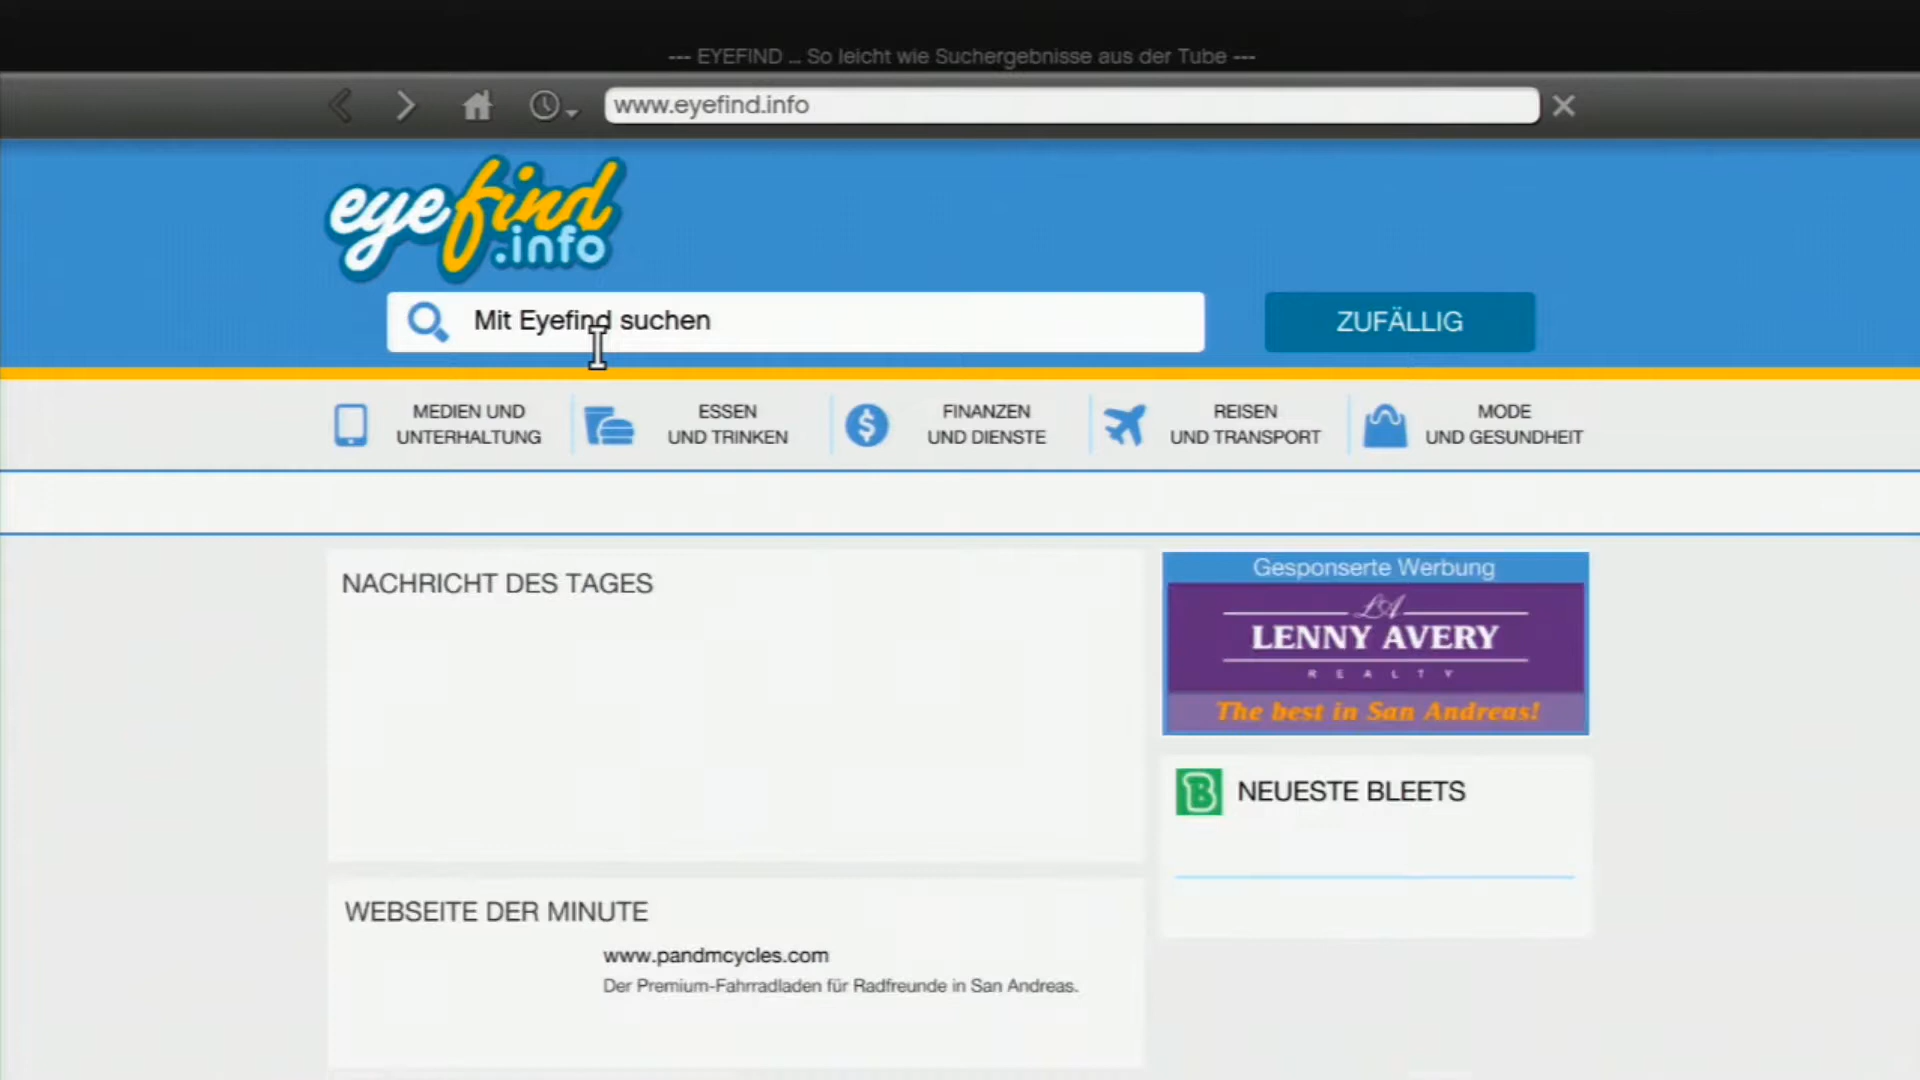 --- EYEFIND ... So leicht wie Suchergebnisse aus der Tube ---
www.eyefind.info
eyefind
.info
Mit Eyefind suchen
ZUFÄLLIG
MEDIEN UND
UNTERHALTUNG
ESSEN
UND TRINKEN
FINANZEN
UND DIENSTE
REISEN
UND TRANSPORT
MODE
UND GESUNDHEIT
NACHRICHT DES TAGES
Gesponserte Werbung
LA
LENNY AVERY
REALTY
The best in San Andreas!
B
NEUESTE BLEETS
WEBSEITE DER MINUTE
www.pandmcycles.com
Der Premium-Fahrradladen für Radfreunde in San Andreas.